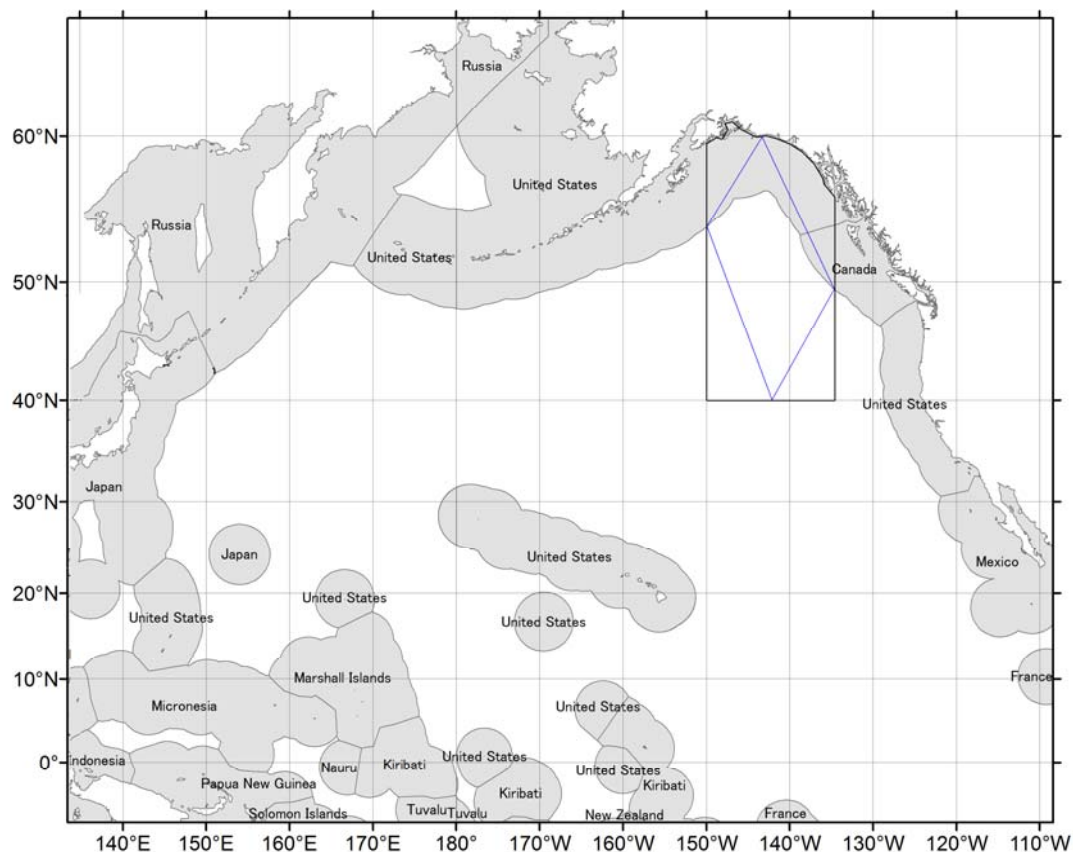 Russia
60°N
United States
Russia
United States
Canada
50°N
40°N
United States
Japan
30°N
Japan
United States
Mexico
20°N
United States
United States
United States
Marshall Islands
10°N
France
Micronesia
United States
0°
Indonesia
Nauru
Kiribati
United States
United States
Papua New Guinea
Kiribati
Kiribati
Solomon Islands
Tuvalu
Tuvalu
New Zealand
France
140°E 150°E 160°E 170°E 180° 170°W 160°W 150°W 140°W 130°W 120°W 110°W